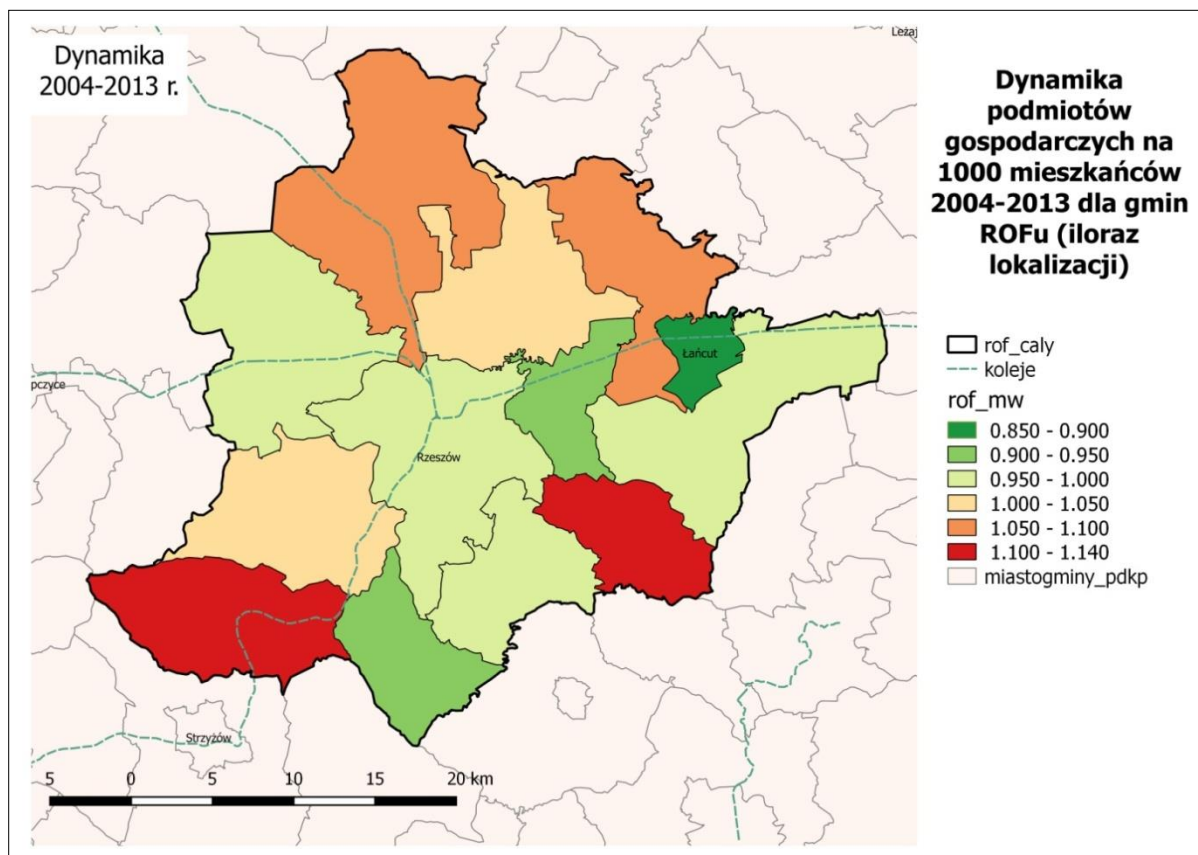 Dynamika
2004-2013 r.
Leżaj
Dynamika
podmiotów
gospodarczych na
1000 mieszkańców
2004-2013 dla gmin
ROFu (iloraz
lokalizacji)
rof_caly
koleje
rof_mw
0.850 - 0.900
0.900 - 0.950
0.950 - 1.000
1.000 - 1.050
1.050 - 1.100
1.100 - 1.140
miastogminy_pdkp
Łańcut
pczyce
Rzeszów
Strzyżów
5 0 5 10 15 20 km